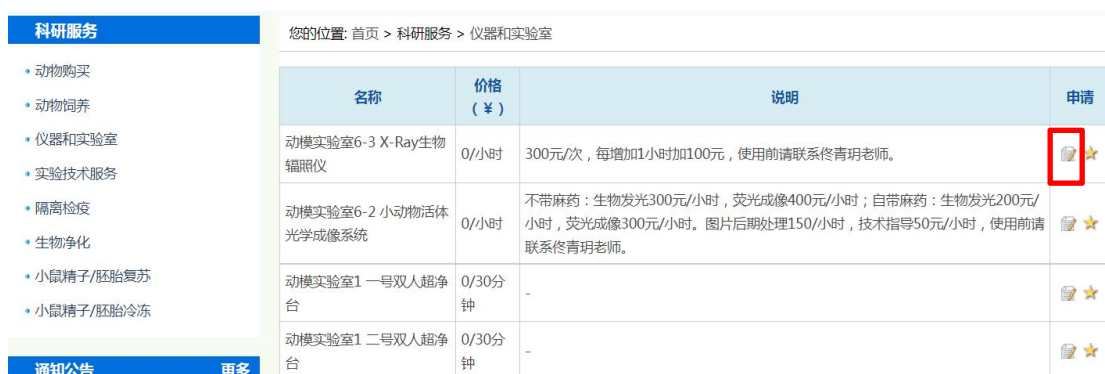 科研服务
您的位置: 首页 > 科研服务 > 仪器和实验室
动物购买
动物饲养
仪器和实验室
实验技术服务
隔离检疫
生物净化
小鼠精子/胚胎复苏
小鼠精子/胚胎冷冻
通知公告 更多
名称 价格 说明 申请
（¥）
动模实验室6-3 X-Ray生物
辐照仪
0/小时
300元/次，每增加1小时加100元，使用前请联系佟青玥老师。
动模实验室6-2 小动物活体
光学成像系统
0/小时
不带麻药：生物发光300元/小时，荧光成像400元/小时；自带麻药：生物发光200元/
小时，荧光成像300元/小时。图片后期处理150/小时，技术指导50元/小时，使用前请
联系佟青玥老师。
动模实验室1 一号双人超净
台
0/30分
钟
-
动模实验室1 二号双人超净
台
0/30分
钟
-